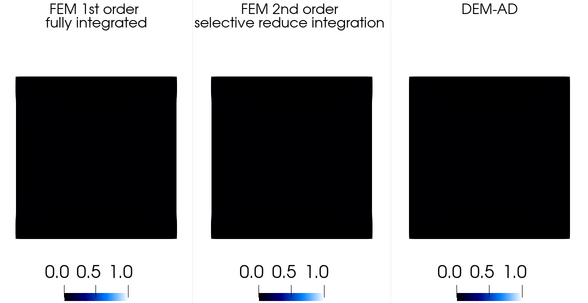 FEM 1st order
fully integrated
FEM 2nd order
selective reduce integration
DEM-AD
0.0 0.5 1.0
0.0 0.5 1.0
0.0 0.5 1.0